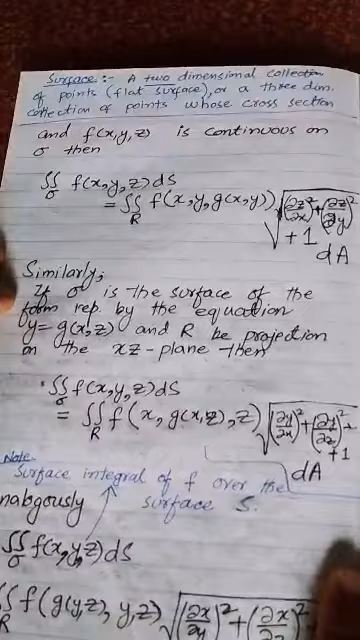 Surface :- A two dimensional collection
of points (flat surface), or a three dim.
collection of points whose cross section
and f(x,y,z) is continuous on
σ then
∬σ f(x,y,z) dS
= ∬R f(x,y,g(x,y)) √((∂z/∂x)² + (∂z/∂y)²
+1
dA
Similarly,
If σ is the surface of the
form rep. by the equation
y = g(x,z) and R be projection
on the xz-plane then
∬σ f(x,y,z) dS
= ∬R f(x, g(x,z), z) √((∂y/∂x)² + (∂y/∂z)² +
+1
dA
Note
Surface integral of f over the
surface S.
∬σ f(x,y,z) dS
∬R f(g(y,z), y, z) √((∂x/∂y)² + (∂x/∂z)²